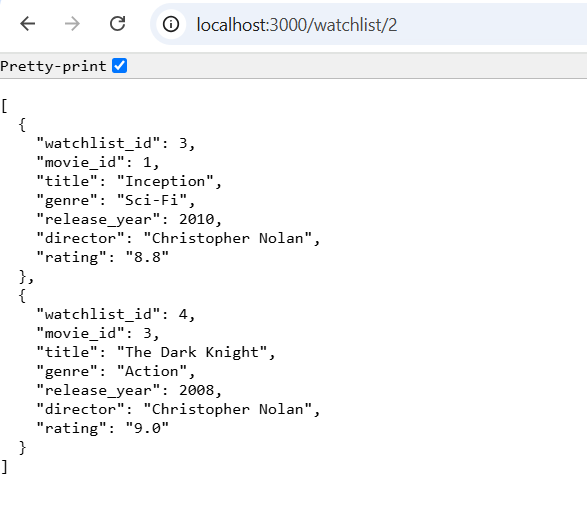 localhost:3000/watchlist/2
Pretty-print
[
  {
    "watchlist_id": 3,
    "movie_id": 1,
    "title": "Inception",
    "genre": "Sci-Fi",
    "release_year": 2010,
    "director": "Christopher Nolan",
    "rating": "8.8"
  },
  {
    "watchlist_id": 4,
    "movie_id": 3,
    "title": "The Dark Knight",
    "genre": "Action",
    "release_year": 2008,
    "director": "Christopher Nolan",
    "rating": "9.0"
  }
]